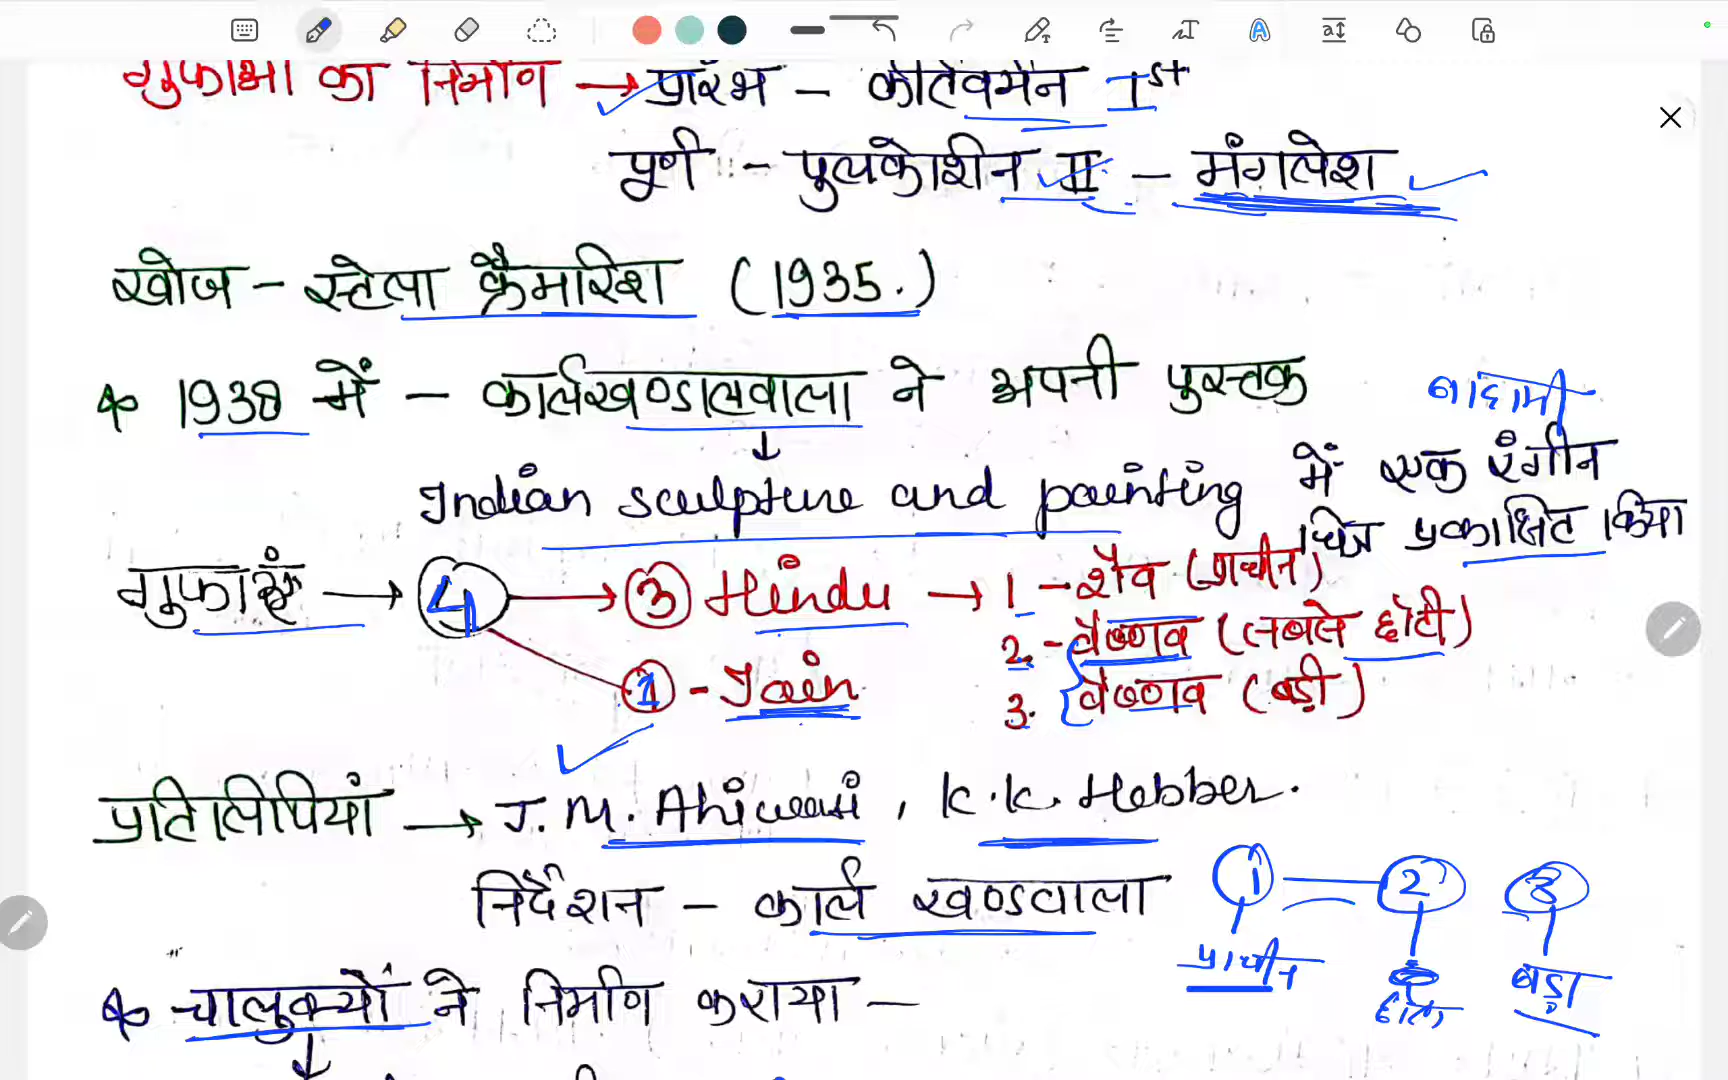 गुफाओं का निर्माण → प्रारंभ - कीर्तिवर्मन Ist
पूर्ण - पुलकेशीन II - मंगलेश
खोज - स्टेला क्रैमरिश (1935.)
* 1938 में - कार्लखण्डालवाला ने अपनी पुस्तक
बादामी
↓
Indian sculpture and painting में एक रंगीन
चित्र प्रकाशित किया
गुफाएं → 4 → 3 Hindu → 1 - शैव (प्राचीन)
2 - वैष्णव (सबसे छोटी)
3. वैष्णव (बड़ी)
1 - Jain
प्रतिलिपियां → J. M. Ahiwasi, K. K. Hebber.
निर्देशन - कार्ल खण्डवाला
1 2 3
प्राचीन छोटा बड़ा
* चालुक्यों ने निर्माण कराया -
↓